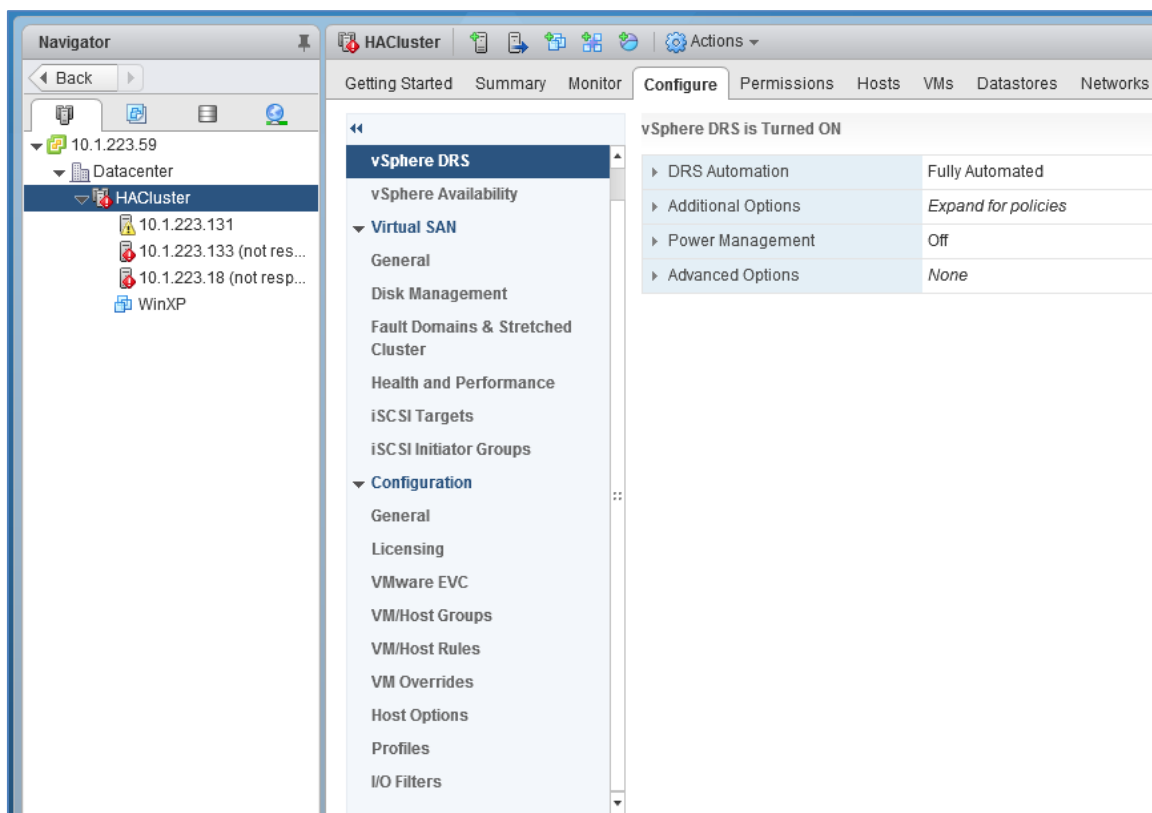 Navigator
Back
10.1.223.59
Datacenter
HACluster
10.1.223.131
10.1.223.133 (not res...
10.1.223.18 (not resp...
WinXP
HACluster
Actions
Getting Started Summary Monitor Configure Permissions Hosts VMs Datastores Networks
vSphere DRS
vSphere Availability
Virtual SAN
General
Disk Management
Fault Domains & Stretched
Cluster
Health and Performance
iSCSI Targets
iSCSI Initiator Groups
Configuration
General
Licensing
VMware EVC
VM/Host Groups
VM/Host Rules
VM Overrides
Host Options
Profiles
I/O Filters
vSphere DRS is Turned ON
DRS Automation Fully Automated
Additional Options Expand for policies
Power Management Off
Advanced Options None